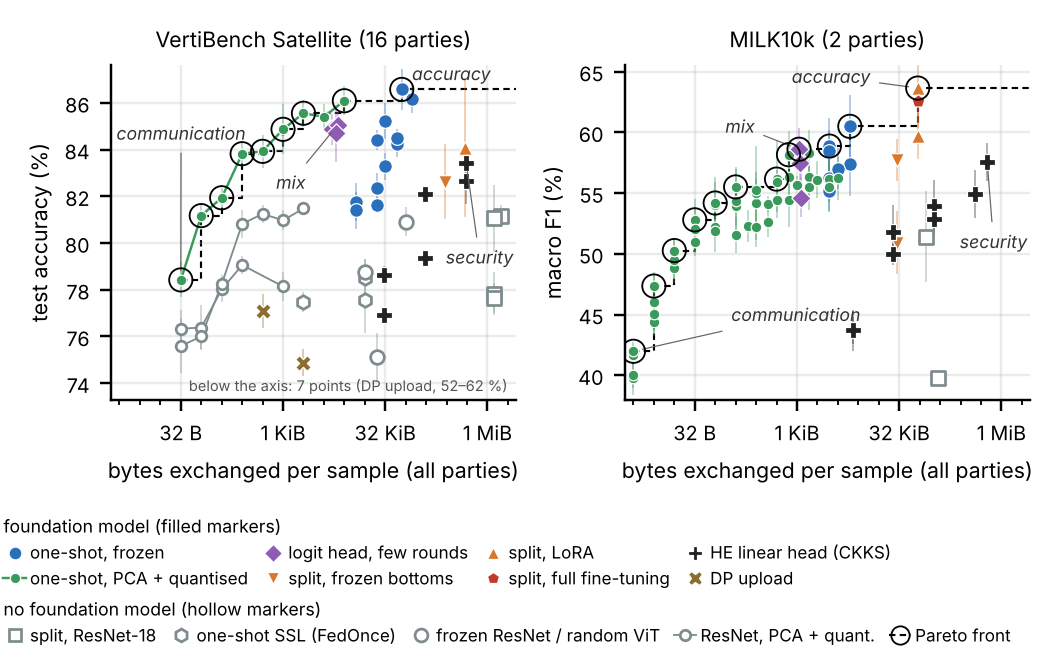 VertiBench Satellite (16 parties)
MILK10k (2 parties)
test accuracy (%)
86
84
82
80
78
76
74
accuracy
communication
mix
security
below the axis: 7 points (DP upload, 52–62 %)
32 B
1 KiB
32 KiB
1 MiB
bytes exchanged per sample (all parties)
macro F1 (%)
65
60
55
50
45
40
accuracy
mix
security
communication
32 B
1 KiB
32 KiB
1 MiB
bytes exchanged per sample (all parties)
foundation model (filled markers)
one-shot, frozen
logit head, few rounds
split, LoRA
HE linear head (CKKS)
one-shot, PCA + quantised
split, frozen bottoms
split, full fine-tuning
DP upload
no foundation model (hollow markers)
split, ResNet-18
one-shot SSL (FedOnce)
frozen ResNet / random ViT
ResNet, PCA + quant.
Pareto front